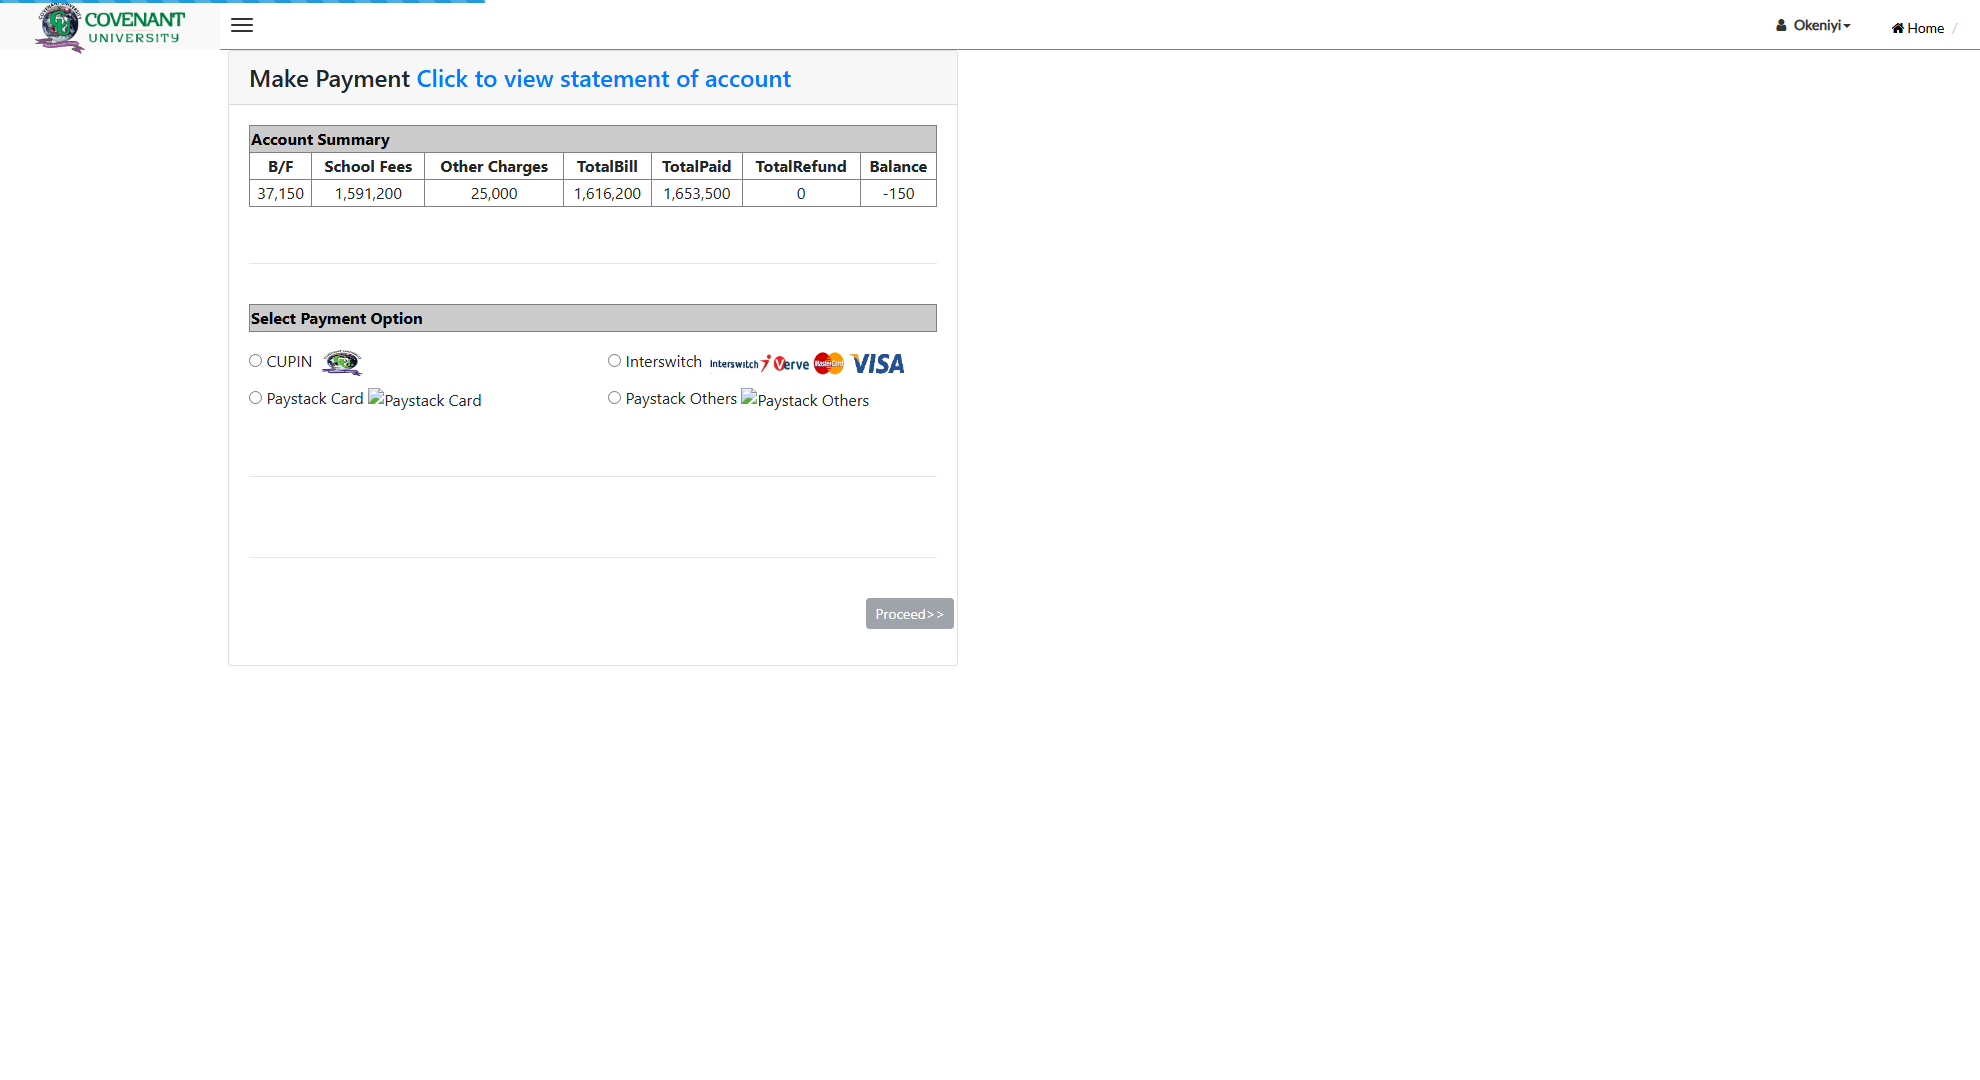 COVENANT
UNIVERSITY
Okeniyi
Home /
Make Payment Click to view statement of account
Account Summary
B/F School Fees Other Charges TotalBill TotalPaid TotalRefund Balance
37,150 1,591,200 25,000 1,616,200 1,653,500 0 -150
Select Payment Option
CUPIN
Interswitch Interswitch Verve MasterCard VISA
Paystack Card Paystack Card
Paystack Others Paystack Others
Proceed>>